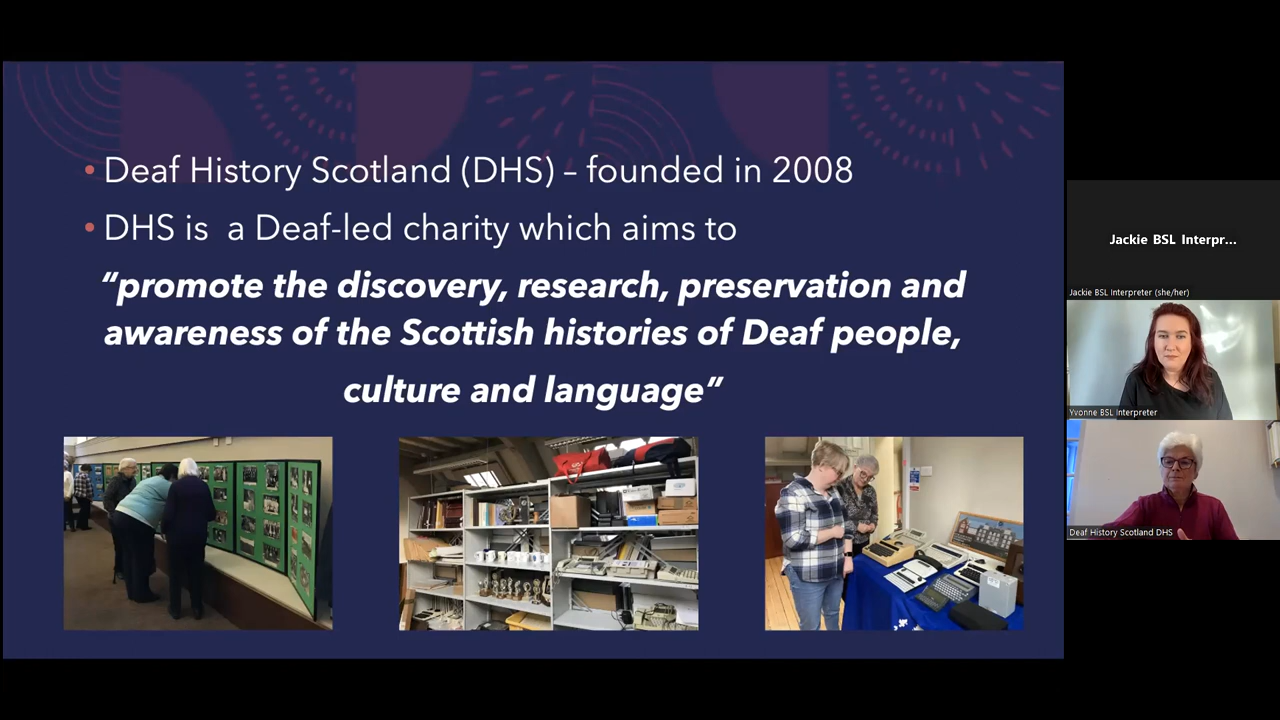 • Deaf History Scotland (DHS) – founded in 2008
• DHS is  a Deaf-led charity which aims to
“promote the discovery, research, preservation and
awareness of the Scottish histories of Deaf people,
culture and language”
Jackie BSL Interpr...
Jackie BSL Interpreter (she/her)
Yvonne BSL Interpreter
Deaf History Scotland DHS